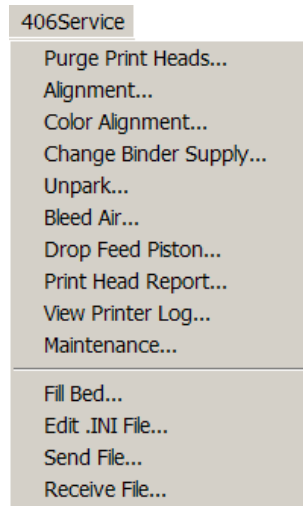 406Service
Purge Print Heads...
Alignment...
Color Alignment...
Change Binder Supply...
Unpark...
Bleed Air...
Drop Feed Piston...
Print Head Report...
View Printer Log...
Maintenance...
Fill Bed...
Edit .INI File...
Send File...
Receive File...